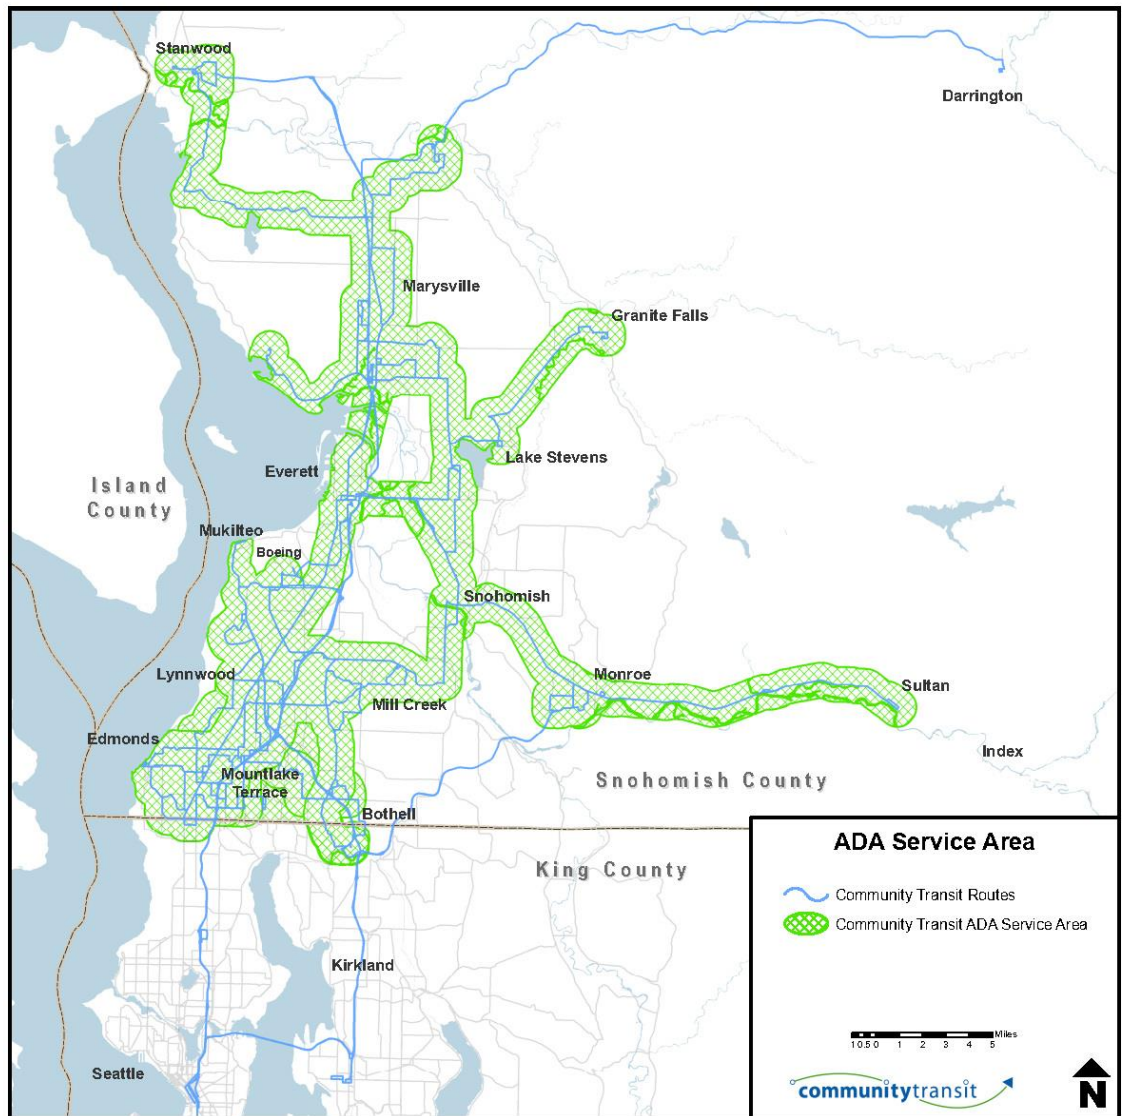 Stanwood
Darrington
Marysville
Granite Falls
Lake Stevens
Everett
Island
County
Mukilteo
Boeing
Snohomish
Lynnwood
Monroe
Sultan
Mill Creek
Edmonds
Index
Mountlake
Terrace
Snohomish County
Bothell
King County
Kirkland
Seattle
ADA Service Area
Community Transit Routes
Community Transit ADA Service Area
Miles
1 0.5 0 1 2 3 4 5
communitytransit
N